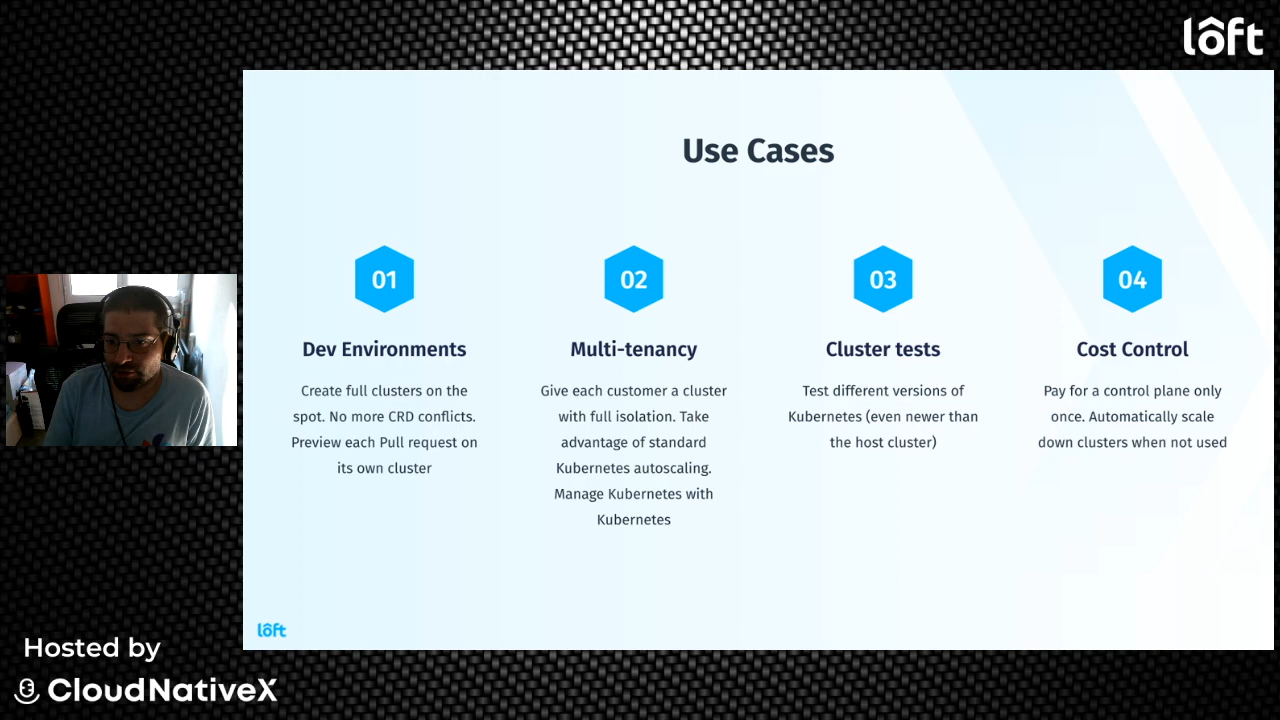 lôft
Use Cases
01
Dev Environments
Create full clusters on the
spot. No more CRD conflicts.
Preview each Pull request on
its own cluster
02
Multi-tenancy
Give each customer a cluster
with full isolation. Take
advantage of standard
Kubernetes autoscaling.
Manage Kubernetes with
Kubernetes
03
Cluster tests
Test different versions of
Kubernetes (even newer than
the host cluster)
04
Cost Control
Pay for a control plane only
once. Automatically scale
down clusters when not used
lôft
Hosted by
CloudNativeX